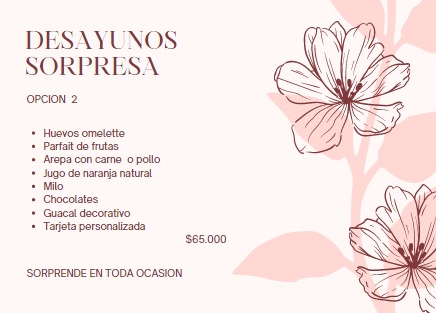 DESAYUNOS
SORPRESA
OPCION 2
• Huevos omelette
• Parfait de frutas
• Arepa con carne o pollo
• Jugo de naranja natural
• Milo
• Chocolates
• Guacal decorativo
• Tarjeta personalizada
$65.000
SORPRENDE EN TODA OCASION